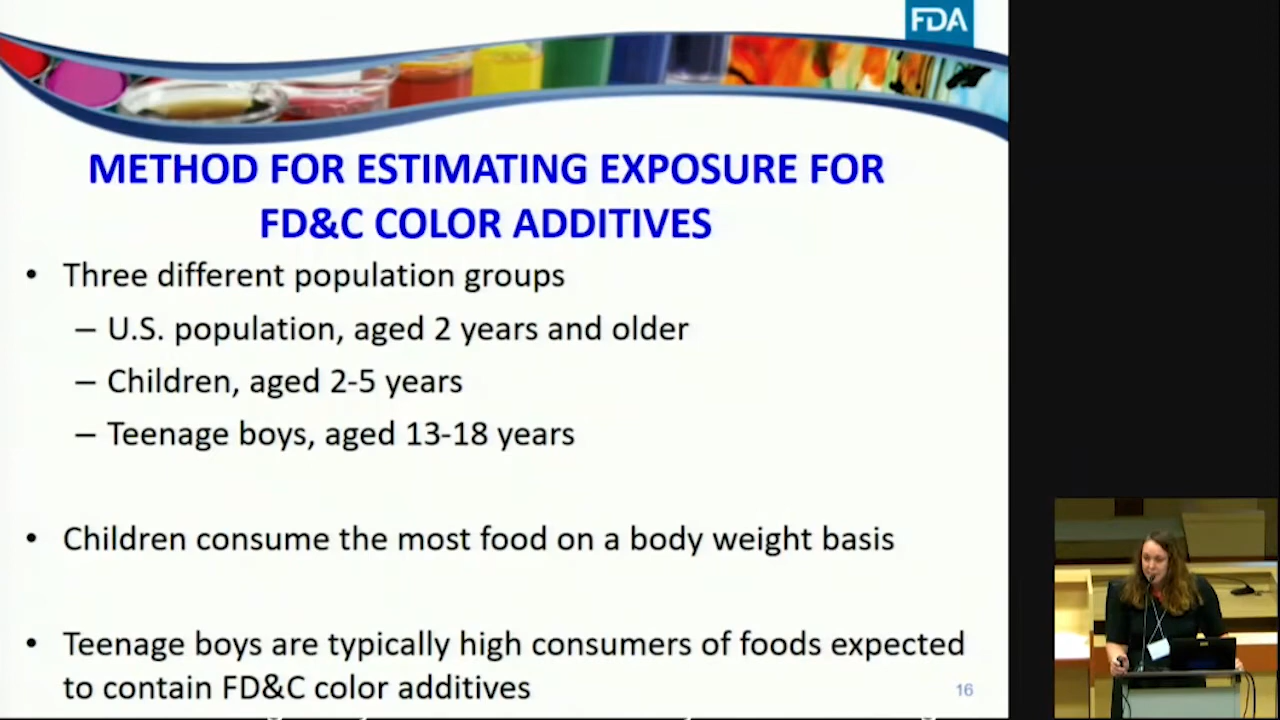 FDA
METHOD FOR ESTIMATING EXPOSURE FOR
FD&C COLOR ADDITIVES
• Three different population groups
– U.S. population, aged 2 years and older
– Children, aged 2-5 years
– Teenage boys, aged 13-18 years
• Children consume the most food on a body weight basis
• Teenage boys are typically high consumers of foods expected
to contain FD&C color additives
16